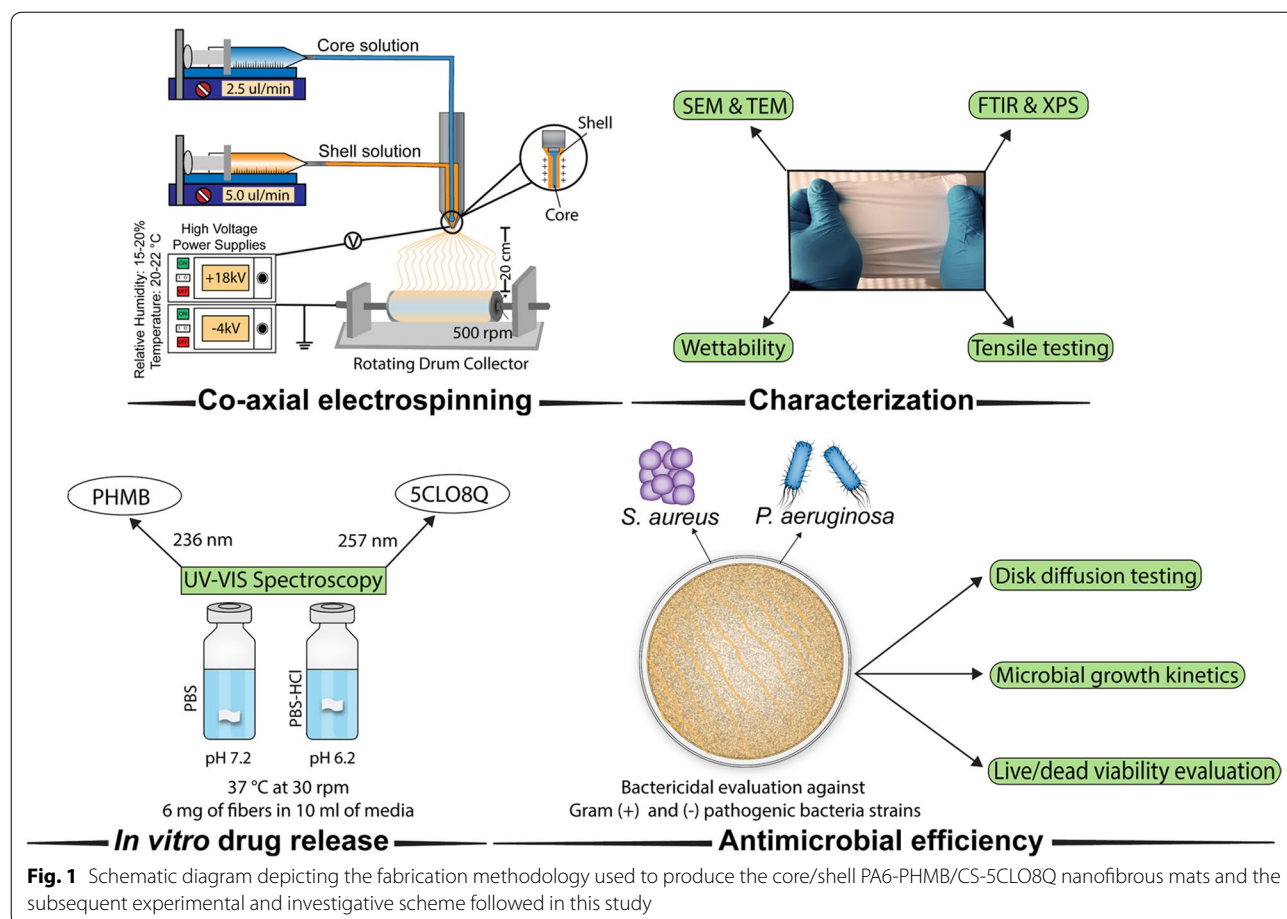 Core solution
2.5 ul/min
Shell solution
5.0 ul/min
Shell
Core
High Voltage
Power Supplies
ON
I O
OFF
+18kV
ON
I O
OFF
-4kV
V
Relative Humidity: 15-20%
Temperature: 20-22 °C
20 cm
500 rpm
Rotating Drum Collector
Co-axial electrospinning
SEM & TEM
FTIR & XPS
Wettability
Tensile testing
Characterization
PHMB
5CLO8Q
236 nm
257 nm
UV-VIS Spectroscopy
PBS
PBS-HCl
pH 7.2
pH 6.2
37 °C at 30 rpm
6 mg of fibers in 10 ml of media
In vitro drug release
S. aureus
P. aeruginosa
Bactericidal evaluation against
Gram (+) and (-) pathogenic bacteria strains
Disk diffusion testing
Microbial growth kinetics
Live/dead viability evaluation
Antimicrobial efficiency
Fig. 1 Schematic diagram depicting the fabrication methodology used to produce the core/shell PA6-PHMB/CS-5CLO8Q nanofibrous mats and the
subsequent experimental and investigative scheme followed in this study